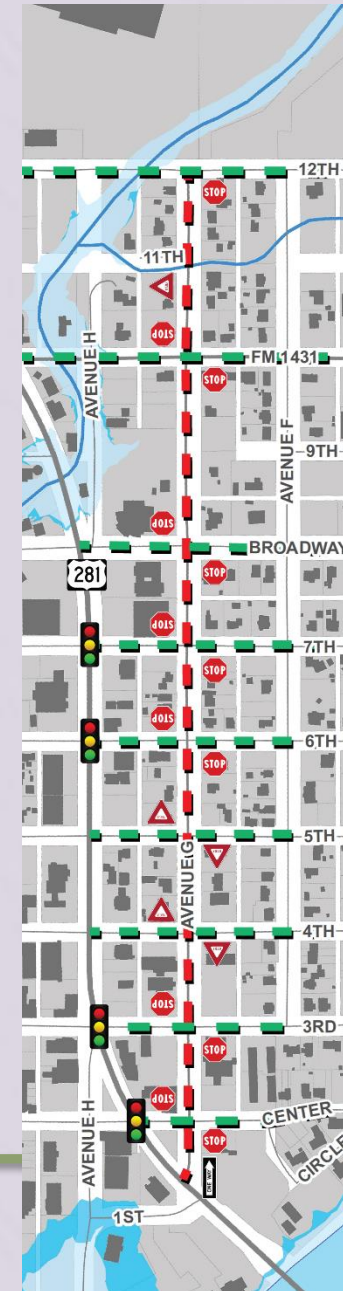 12TH
STOP
11TH
STOP
FM 1431
STOP
AVENUE H
AVENUE F
9TH
STOP
BROADWAY
281
STOP
STOP
7TH
STOP
STOP
6TH
STOP
5TH
AVENUE G
4TH
3RD
STOP
STOP
CENTER
STOP
CIRCLE
AVENUE H
1ST